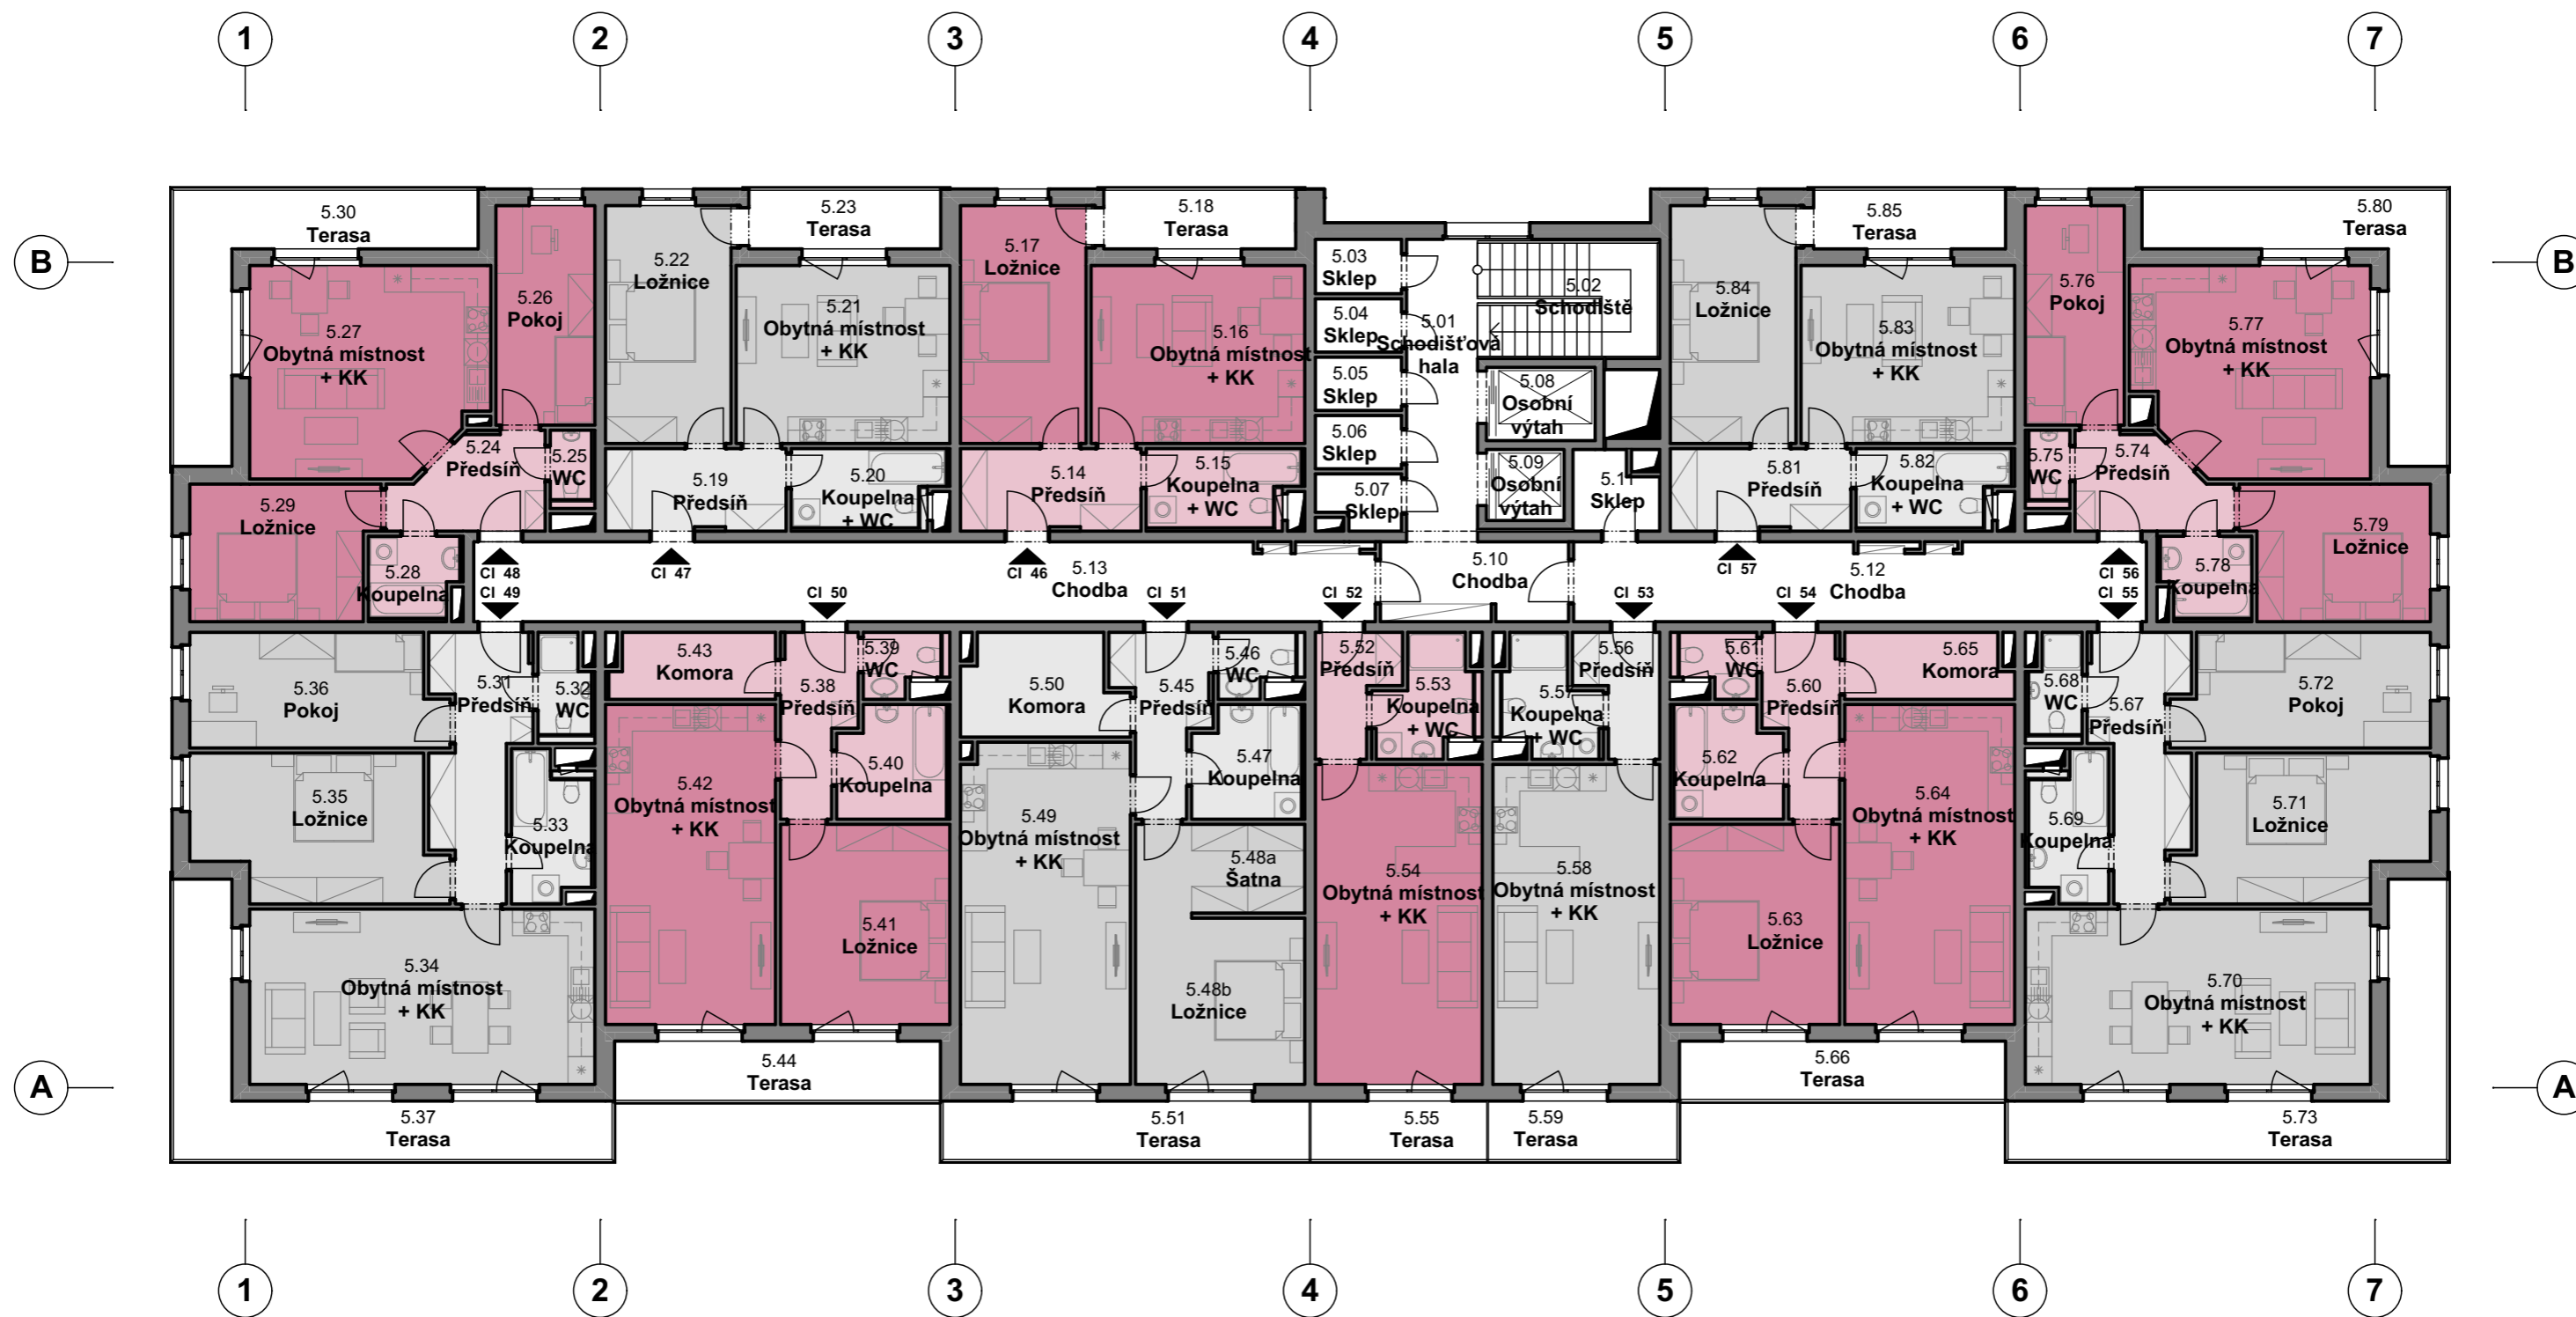 1 2 3 4 5 6 7
B B
5.30
Terasa
5.23
Terasa
5.18
Terasa
5.85
Terasa
5.80
Terasa
5.27
Obytná místnost
+ KK
5.26
Pokoj
5.22
Ložnice
5.21
Obytná místnost
+ KK
5.17
Ložnice
5.16
Obytná místnost
+ KK
5.03
Sklep
5.04
Sklep
5.05
Sklep
5.06
Sklep
5.07
Sklep
5.01
Schodišťová
hala
5.02
Schodiště
5.08
Osobní
výtah
5.09
Osobní
výtah
5.11
Sklep
5.84
Ložnice
5.83
Obytná místnost
+ KK
5.76
Pokoj
5.77
Obytná místnost
+ KK
5.24
Předsíň
5.25
WC
5.19
Předsíň
5.20
Koupelna
+ WC
5.14
Předsíň
5.15
Koupelna
+ WC
5.81
Předsíň
5.82
Koupelna
+ WC
5.75
WC
5.74
Předsíň
5.29
Ložnice
5.28
Koupelna
5.78
Koupelna
5.79
Ložnice
CI 48
CI 49
CI 47
CI 46
CI 50
CI 51
CI 52
CI 53
CI 57
CI 54
CI 56
CI 55
5.13
Chodba
5.10
Chodba
5.12
Chodba
5.36
Pokoj
5.31
Předsíň
5.32
WC
5.35
Ložnice
5.33
Koupelna
5.34
Obytná místnost
+ KK
5.37
Terasa
5.43
Komora
5.38
Předsíň
5.39
WC
5.42
Obytná místnost
+ KK
5.40
Koupelna
5.41
Ložnice
5.44
Terasa
5.50
Komora
5.45
Předsíň
5.46
WC
5.49
Obytná místnost
+ KK
5.47
Koupelna
5.48a
Šatna
5.48b
Ložnice
5.51
Terasa
5.52
Předsíň
5.53
Koupelna
+ WC
5.54
Obytná místnost
+ KK
5.55
Terasa
5.56
Předsíň
5.57
Koupelna
+ WC
5.58
Obytná místnost
+ KK
5.59
Terasa
5.61
WC
5.60
Předsíň
5.65
Komora
5.62
Koupelna
5.64
Obytná místnost
+ KK
5.63
Ložnice
5.66
Terasa
5.68
WC
5.67
Předsíň
5.72
Pokoj
5.69
Koupelna
5.71
Ložnice
5.70
Obytná místnost
+ KK
5.73
Terasa
A A
1 2 3 4 5 6 7